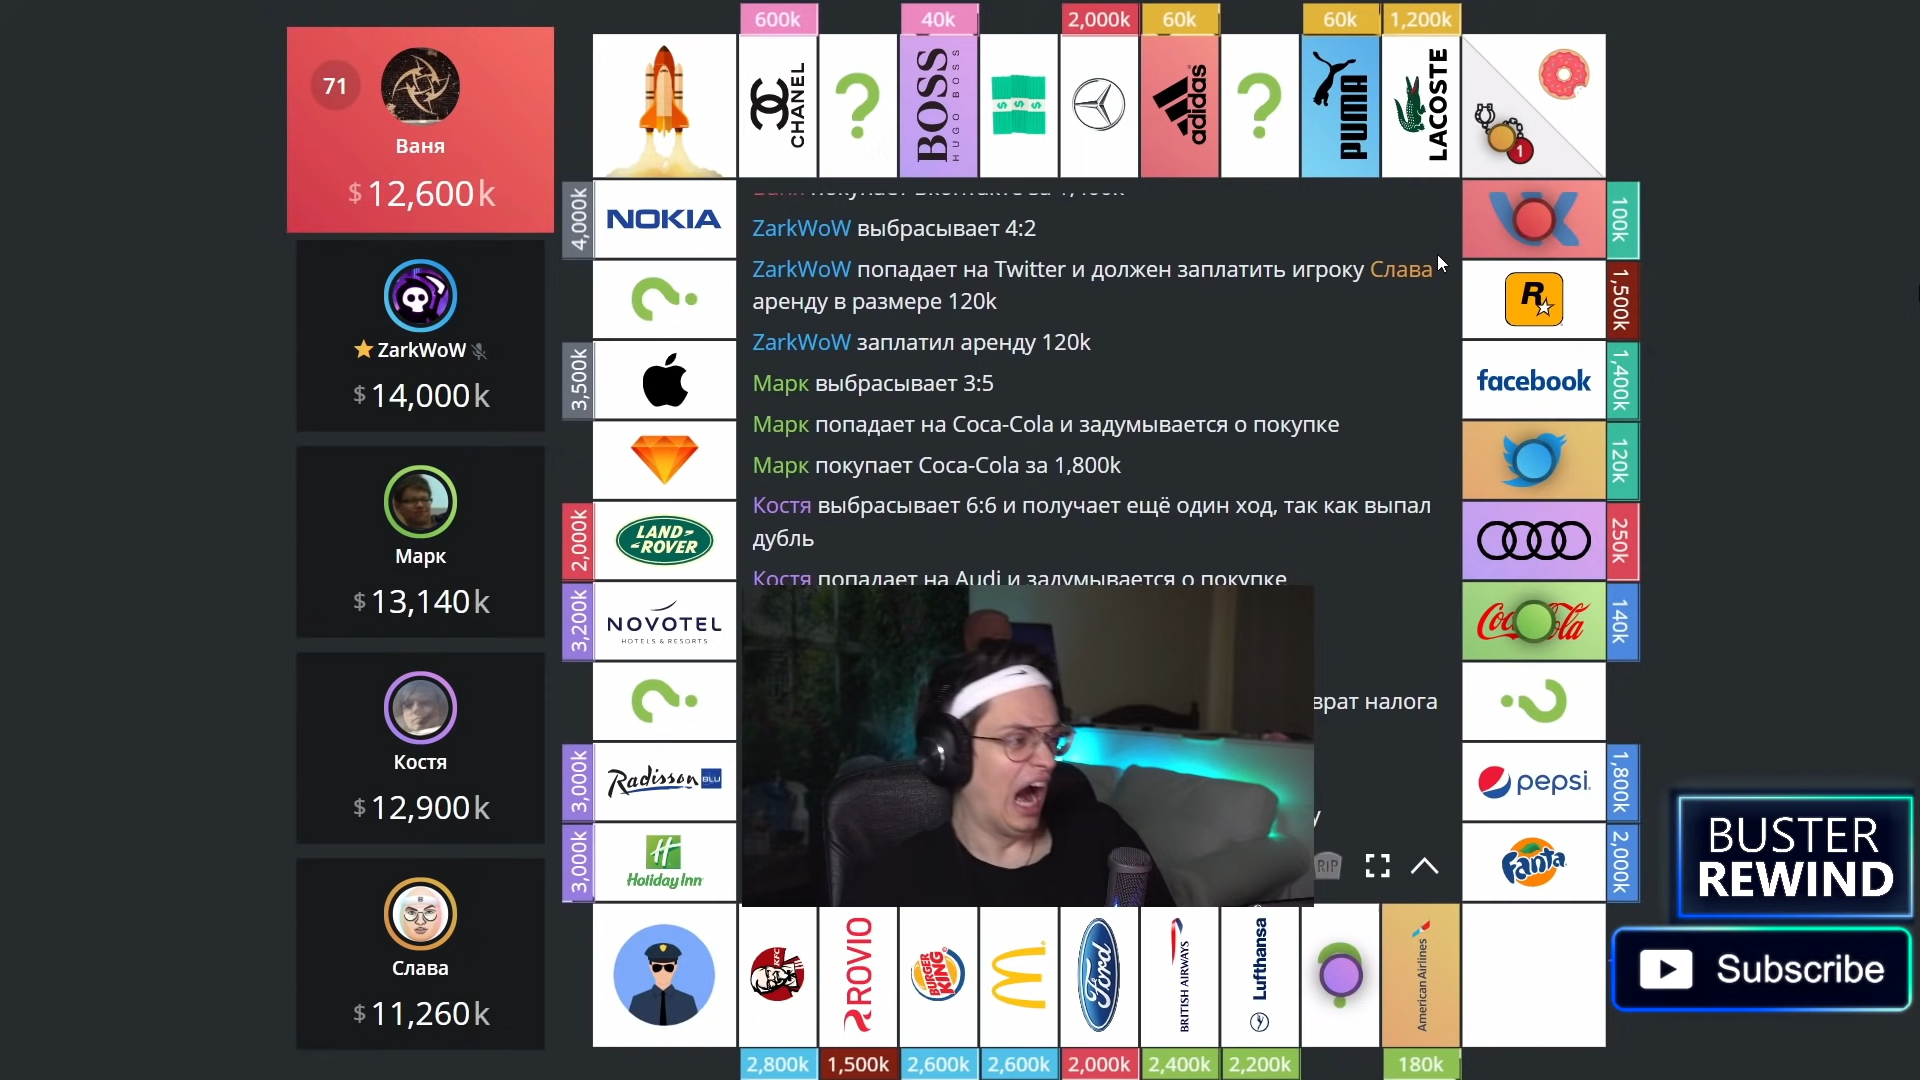 600k
40k
2,000k
60k
60k
1,200k
CHANEL
?
BOSS
HUGO BOSS
adidas
?
PUMA
LACOSTE
1
71
Ваня
$ 12,600k
ZarkWoW
$ 14,000k
Марк
$ 13,140k
Костя
$ 12,900k
Слава
$ 11,260k
4,000k
NOKIA
?
3,500k
2,000k
LAND ROVER
3,200k
NOVOTEL
HOTELS & RESORTS
?
3,000k
Radisson BLU
3,000k
H
Holiday Inn
ZarkWoW выбрасывает 4:2
ZarkWoW попадает на Twitter и должен заплатить игроку Слава
аренду в размере 120k
ZarkWoW заплатил аренду 120k
Марк выбрасывает 3:5
Марк попадает на Coca-Cola и задумывается о покупке
Марк покупает Coca-Cola за 1,800k
Костя выбрасывает 6:6 и получает ещё один ход, так как выпал
дубль
Костя попадает на Audi и задумывается о покупке
врат налога
RIP
100k
R
1,500k
facebook
1,400k
120k
250k
140k
?
pepsi
1,800k
Fanta
2,000k
KFC
ROVIO
BURGER KING
Ford
BRITISH AIRWAYS
Lufthansa
American Airlines
2,800k
1,500k
2,600k
2,600k
2,000k
2,400k
2,200k
180k
BUSTER
REWIND
Subscribe